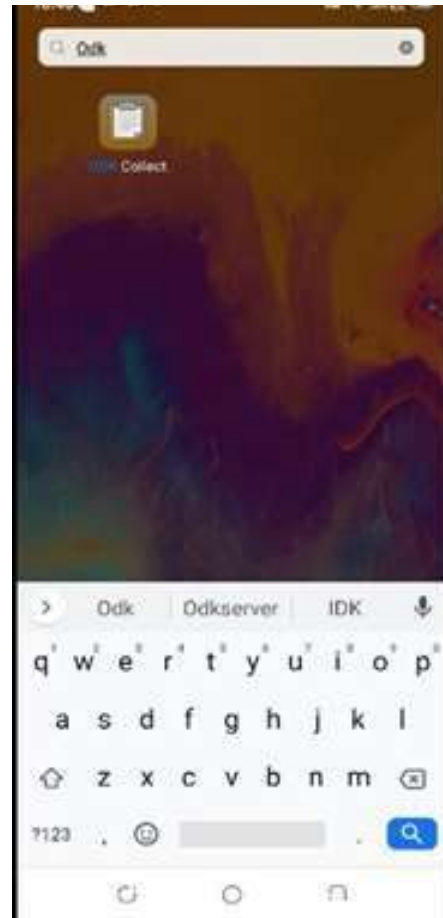 Odk
ODK Collect
Odk Odkserver IDK
q w e r t y u i o p
a s d f g h j k l
z x c v b n m
?123 , .